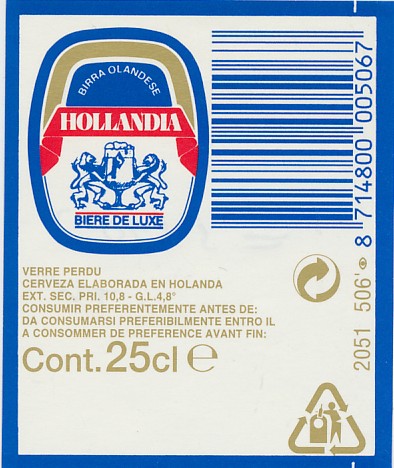 BIRRA OLANDESE
HOLLANDIA
BIERE DE LUXE
8 714800 005067
VERRE PERDU
CERVEZA ELABORADA EN HOLANDA
EXT. SEC. PRI. 10,8 - G.L.4,8°
CONSUMIR PREFERENTEMENTE ANTES DE:
DA CONSUMARSI PREFERIBILMENTE ENTRO IL
A CONSOMMER DE PREFERENCE AVANT FIN:
Cont. 25cl ℮
2051 506'